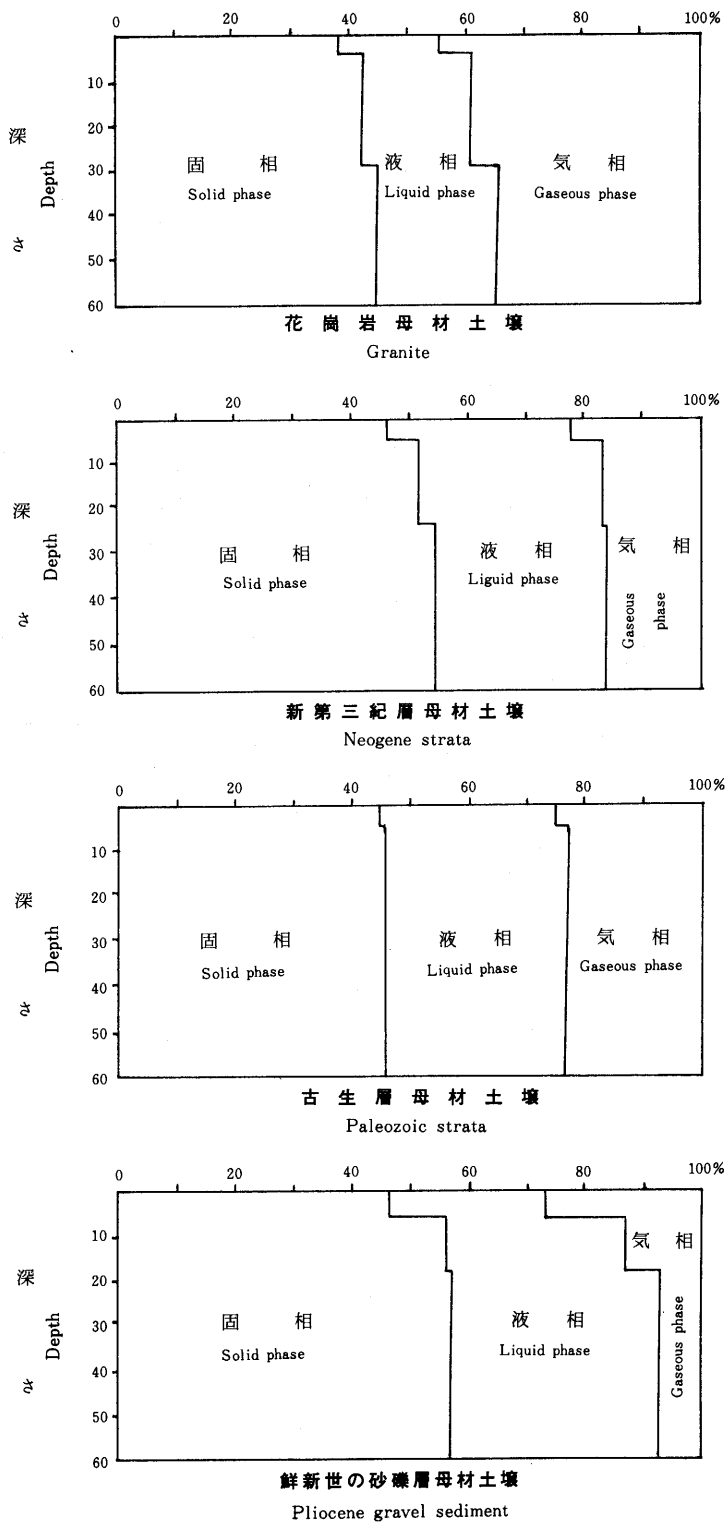 0 20 40 60 80 100%
10
20
30
40
50
60
深さ
Depth
固相 液相 気相
Solid phase Liquid phase Gaseous phase
花崗岩母材土壌
Granite
0 20 40 60 80 100%
10
20
30
40
50
60
深さ
Depth
固相 液相 気相
Solid phase Liguid phase Gaseous phase
新第三紀層母材土壌
Neogene strata
0 20 40 60 80 100%
10
20
30
40
50
60
深さ
Depth
固相 液相 気相
Solid phase Liquid phase Gaseous phase
古生層母材土壌
Paleozoic strata
0 20 40 60 80 100%
10
20
30
40
50
60
深さ
Depth
気相
固相 液相
Solid phase Liquid phase Gaseous phase
鮮新世の砂礫層母材土壌
Pliocene gravel sediment